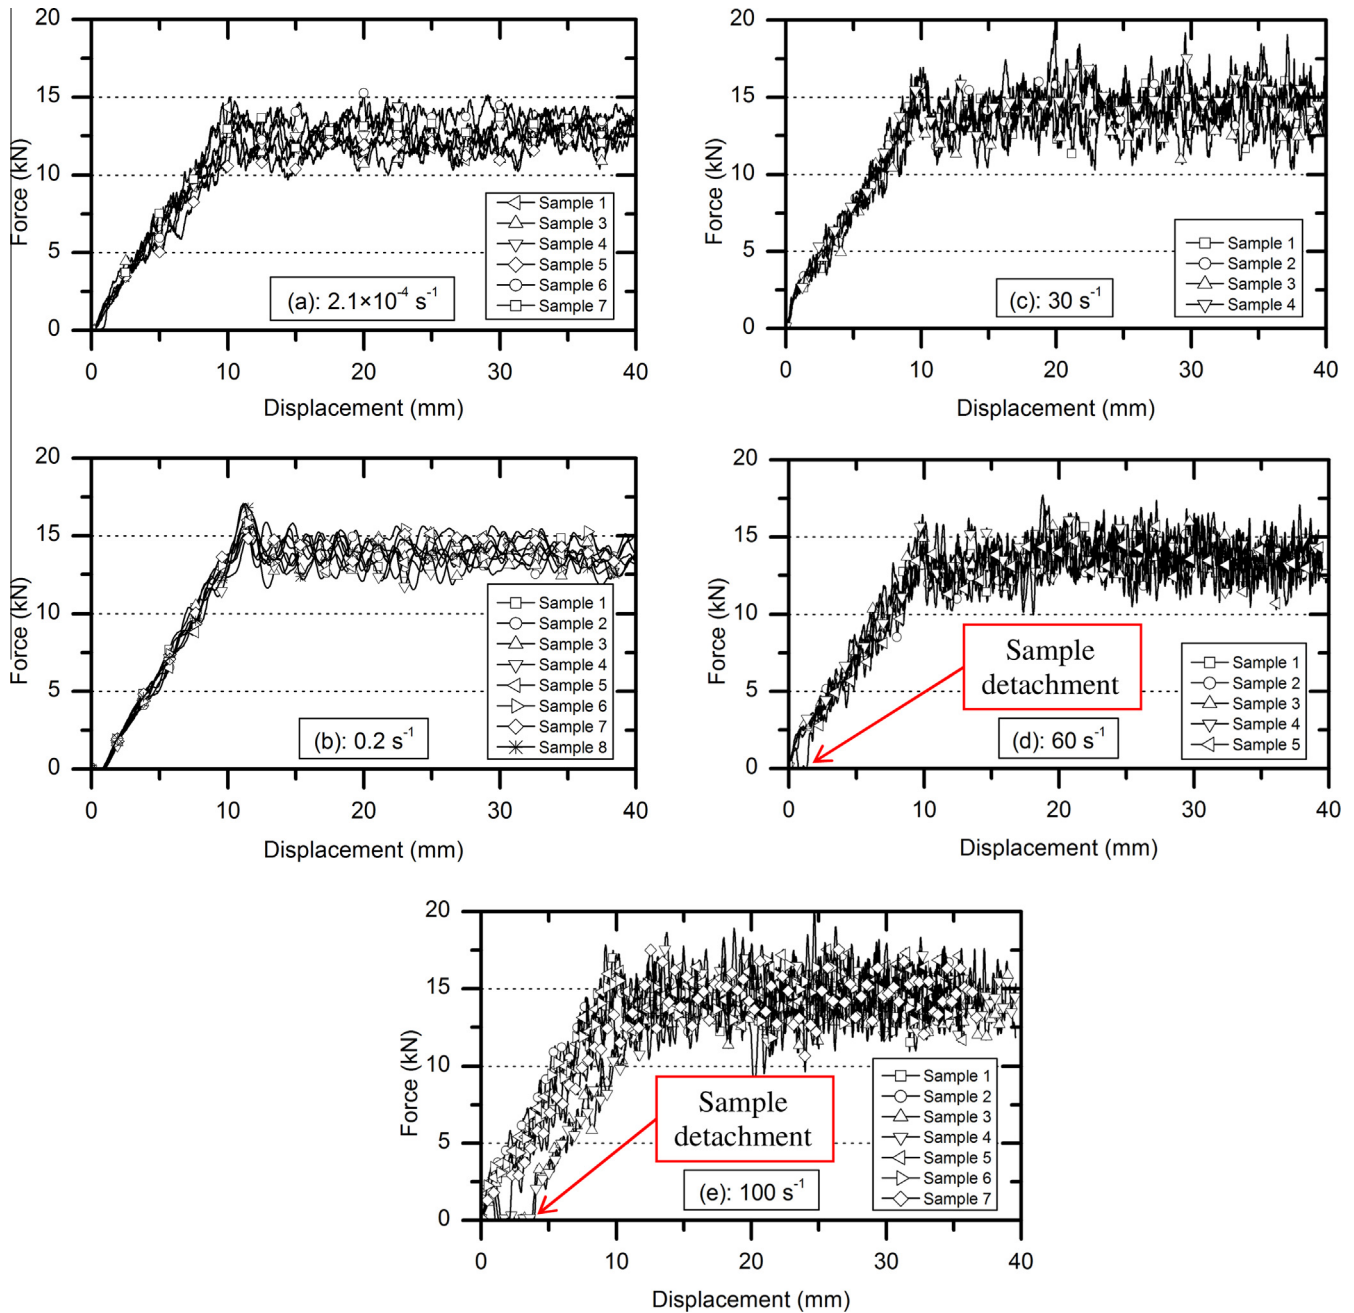 20
15
10
5
0
Force (kN)
Sample 1
Sample 3
Sample 4
Sample 5
Sample 6
Sample 7
(a): 2.1×10⁻⁴ s⁻¹
0 10 20 30 40
Displacement (mm)
20
15
10
5
0
Force (kN)
Sample 1
Sample 2
Sample 3
Sample 4
(c): 30 s⁻¹
0 10 20 30 40
Displacement (mm)
20
15
10
5
0
Force (kN)
Sample 1
Sample 2
Sample 3
Sample 4
Sample 5
Sample 6
Sample 7
Sample 8
(b): 0.2 s⁻¹
0 10 20 30 40
Displacement (mm)
20
15
10
5
0
Force (kN)
Sample
detachment
Sample 1
Sample 2
Sample 3
Sample 4
Sample 5
(d): 60 s⁻¹
0 10 20 30 40
Displacement (mm)
20
15
10
5
0
Force (kN)
Sample
detachment
Sample 1
Sample 2
Sample 3
Sample 4
Sample 5
Sample 6
Sample 7
(e): 100 s⁻¹
0 10 20 30 40
Displacement (mm)